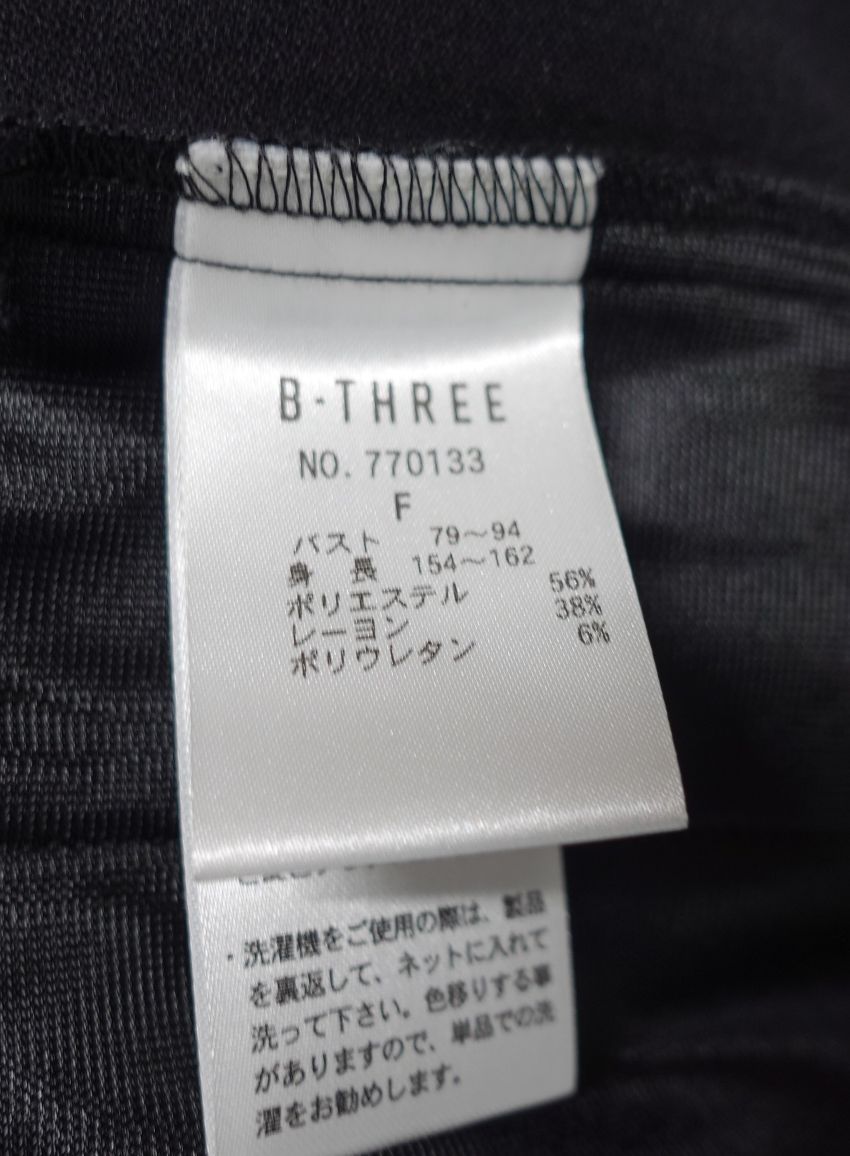 B-THREE
NO. 770133
F
バスト 79～94
身長 154～162
ポリエステル 56%
レーヨン 38%
ポリウレタン 6%
・洗濯機をご使用の際は、製品
を裏返して、ネットに入れて
洗って下さい。色移りする事
がありますので、単品での洗
濯をお勧めします。